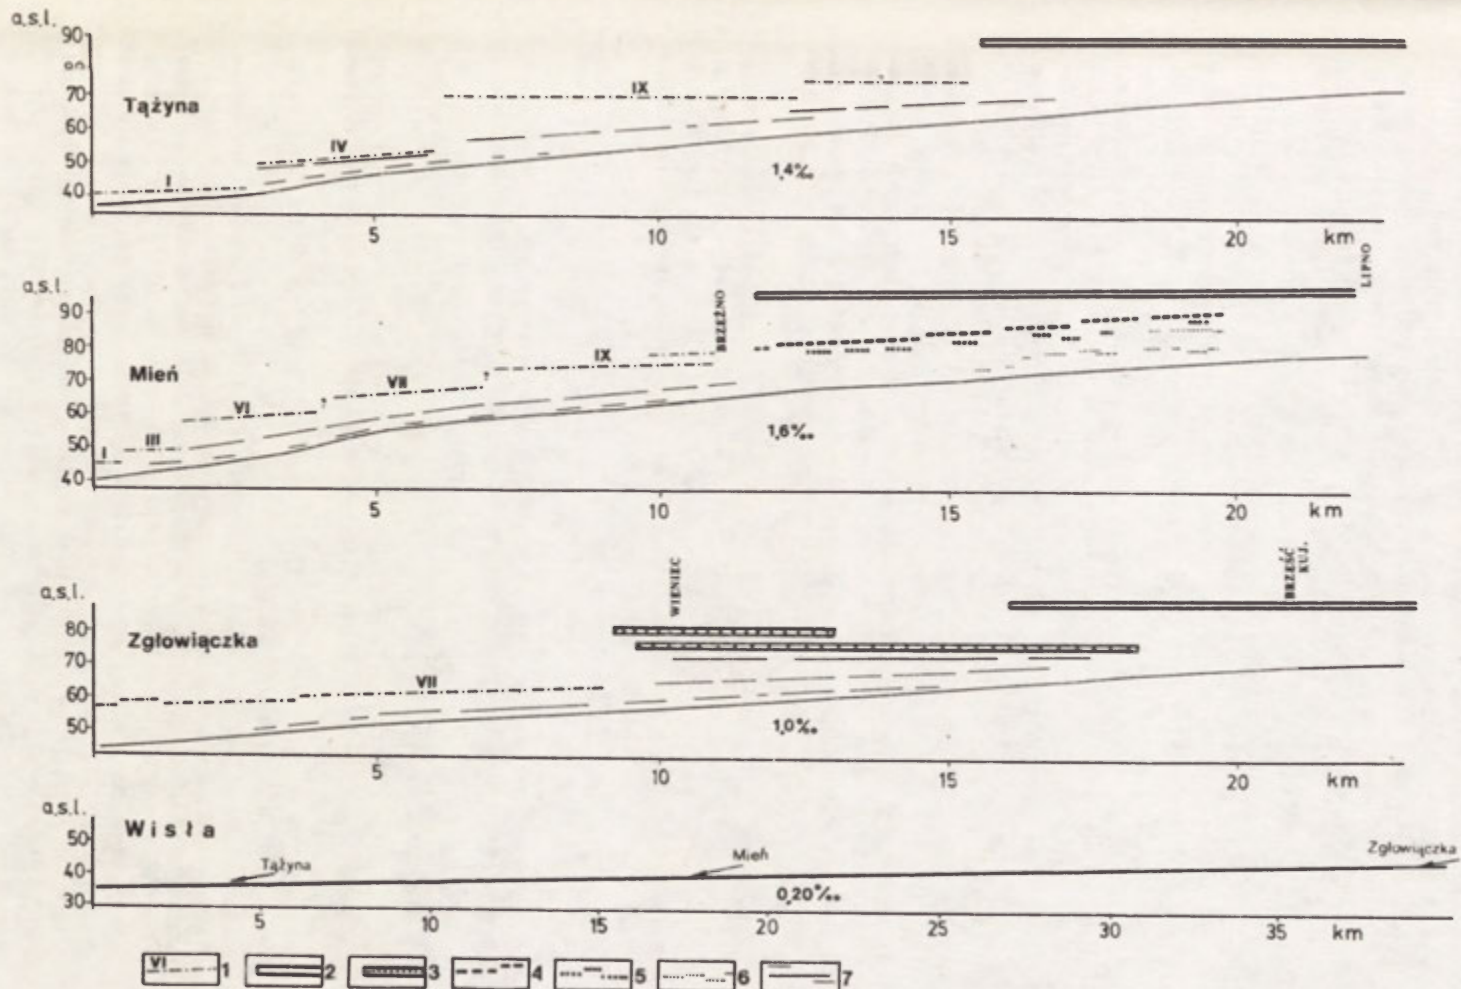 a.s.l.
90
80
70
60
50
40
Tążyna
I
IV
IX
1,4‰
5
10
15
20
km
a.s.l.
90
80
70
60
50
40
Mień
I
III
VI
?
VII
?
IX
BRZEŹNO
LIPNO
1,6‰
5
10
15
20
km
a.s.l.
80
70
60
50
Zgłowiączka
VII
WIENIEC
BRZEŚĆ
KUJ.
1,0‰
5
10
15
20
km
a.s.l.
50
40
30
Wisła
Tążyna
Mień
Zgłowiączka
0,20‰
5
10
15
20
25
30
35
km
VI 1
2
3
4
5
6
7